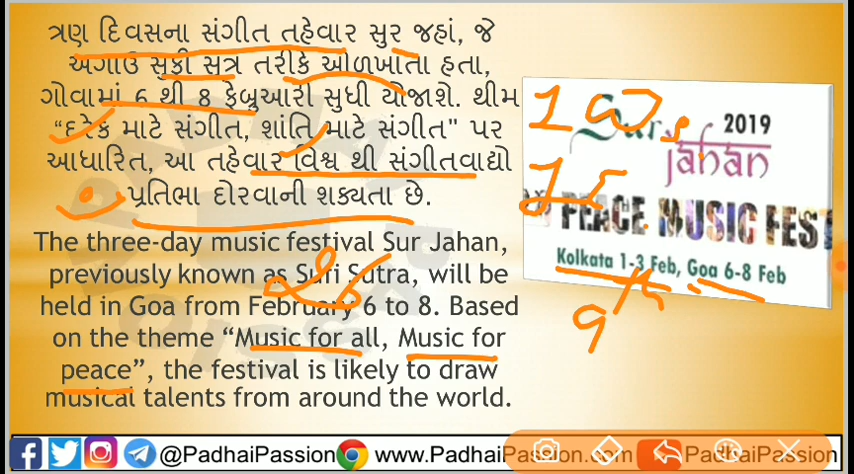 ત્રણ દિવસના સંગીત તહેવાર સુર જહાં, જે
અગાઉ સુફી સત્ર તરીકે ઓળખાતા હતા,
ગોવામાં 6 થી 8 ફેબ્રુઆરી સુધી યોજાશે. થીમ
“દરેક માટે સંગીત, શાંતિ માટે સંગીત" પર
આધારિત, આ તહેવાર વિશ્વ થી સંગીતવાદ્યો
પ્રતિભા દોરવાની શક્યતા છે.
The three-day music festival Sur Jahan,
previously known as Sufi Sutra, will be
held in Goa from February 6 to 8. Based
on the theme “Music for all, Music for
peace”, the festival is likely to draw
musical talents from around the world.
Sur 2019
jahan
PEACE MUSIC FEST
Kolkata 1-3 Feb, Goa 6-8 Feb
9th
@PadhaiPassion www.PadhaiPassion.com PadhaiPassion